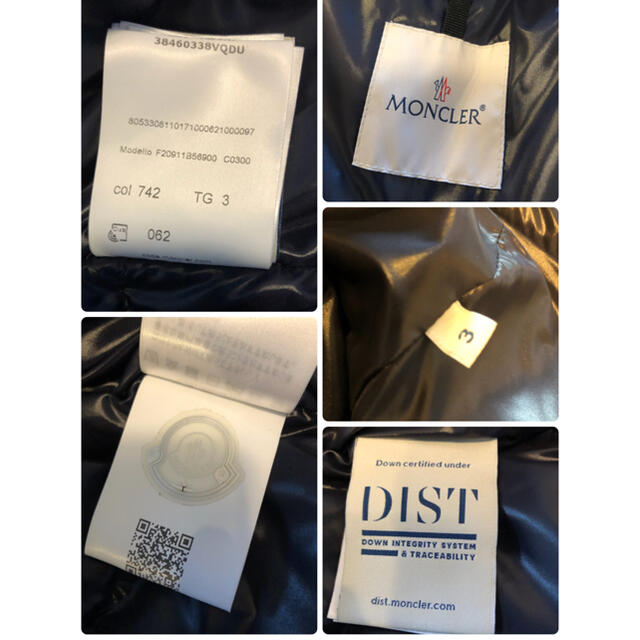 38460338VQDU
8053308110171000621000097
Modello F20911B56900 C0300
col 742 TG 3
062
MONCLER®
3
Down certified under
DIST
DOWN INTEGRITY SYSTEM
& TRACEABILITY
dist.moncler.com